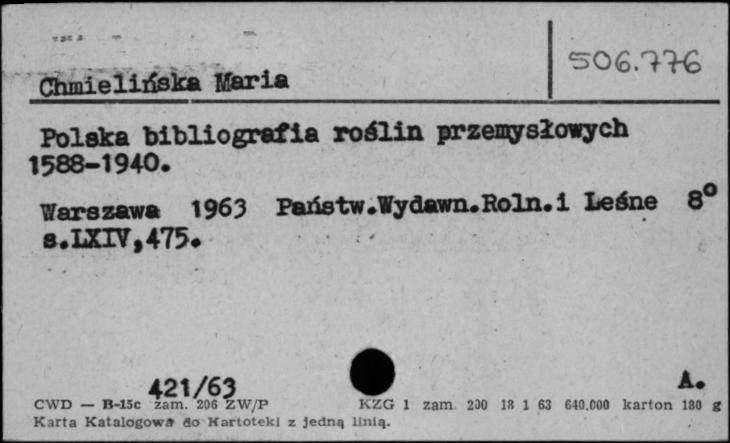 506.776
Chmielińska Maria
Polska bibliografia roślin przemysłowych
1588-1940.
Warszawa 1963 Państw.Wydawn.Roln.i Leśne 8°
s.LXIV,475.
421/63
A.
CWD — B-15c zam. 206 ZW/P KZG 1 zam. 200 18 1 63 640.000 karton 180 g
Karta Katalogowa do Kartoteki z jedną linią.